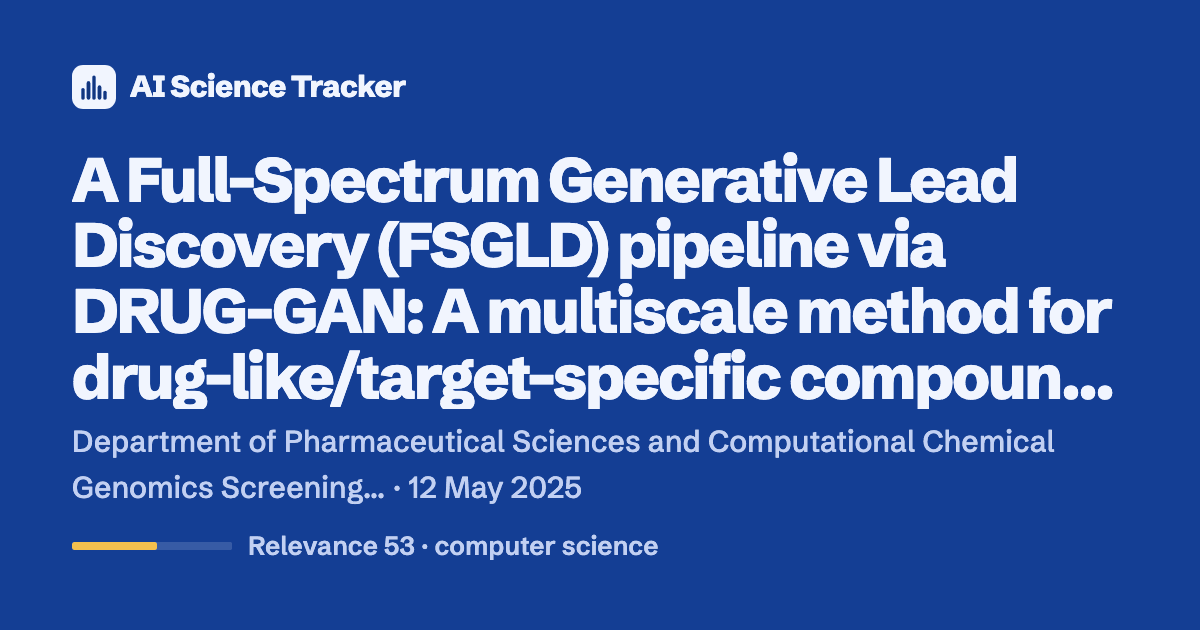 AI Science Tracker
A Full-Spectrum Generative Lead
Discovery (FSGLD) pipeline via
DRUG-GAN: A multiscale method for
drug-like/target-specific compoun...
Department of Pharmaceutical Sciences and Computational Chemical
Genomics Screening... · 12 May 2025
Relevance 53 · computer science